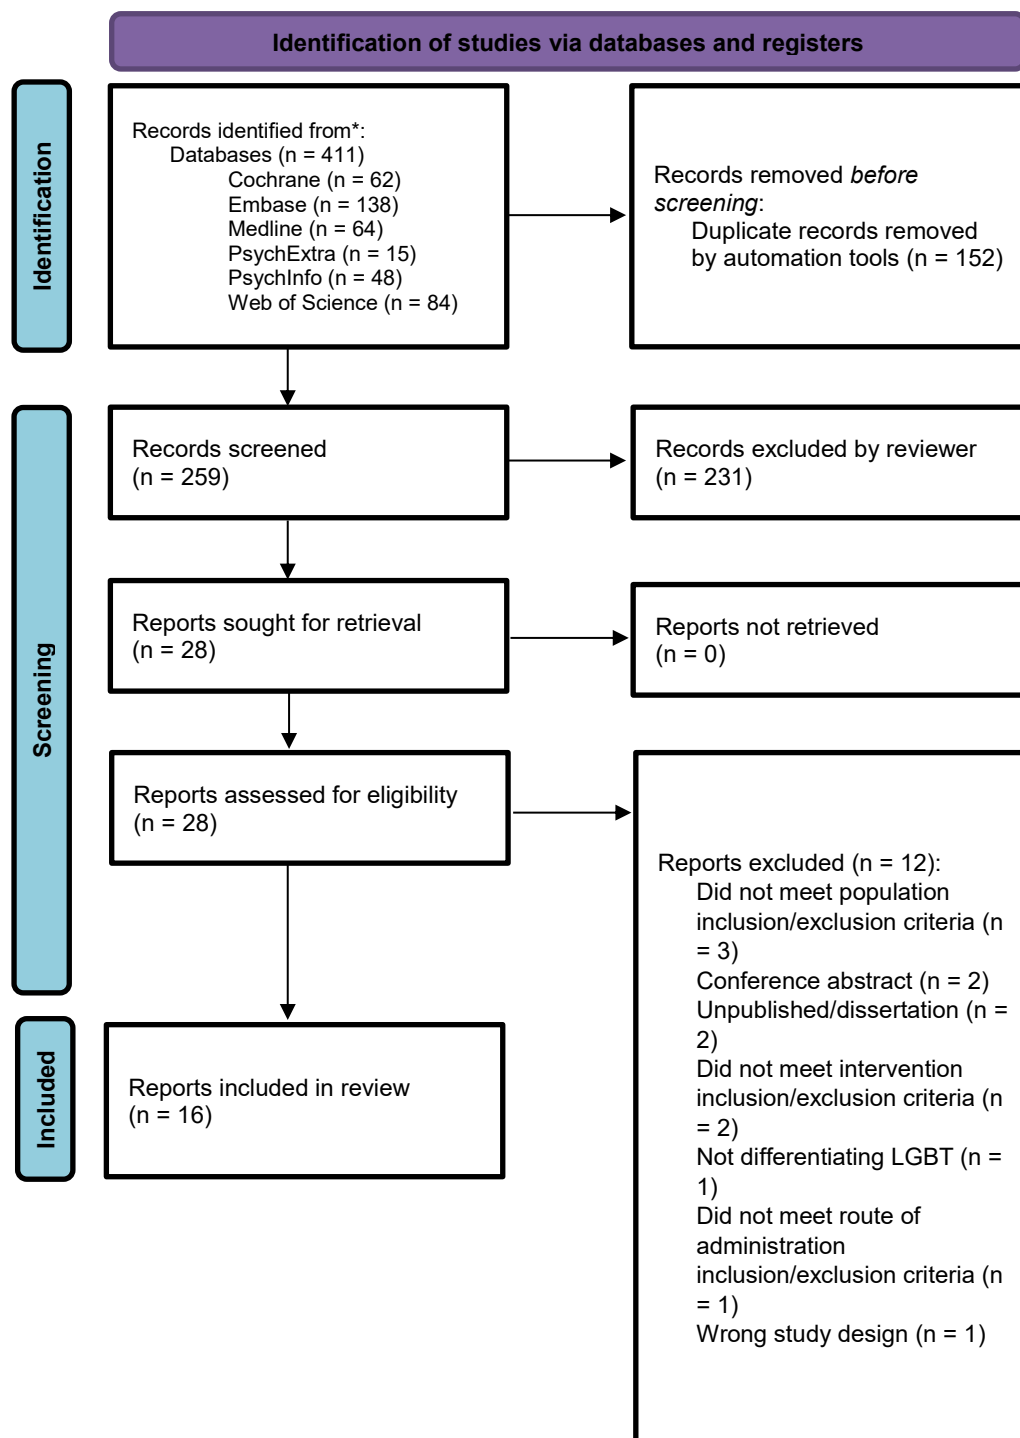 Identification of studies via databases and registers
Identification
Records identified from*:
Databases (n = 411)
Cochrane (n = 62)
Embase (n = 138)
Medline (n = 64)
PsychExtra (n = 15)
PsychInfo (n = 48)
Web of Science (n = 84)
Records removed before
screening:
Duplicate records removed
by automation tools (n = 152)
Screening
Records screened
(n = 259)
Records excluded by reviewer
(n = 231)
Reports sought for retrieval
(n = 28)
Reports not retrieved
(n = 0)
Reports assessed for eligibility
(n = 28)
Reports excluded (n = 12):
Did not meet population
inclusion/exclusion criteria (n
= 3)
Conference abstract (n = 2)
Unpublished/dissertation (n =
2)
Did not meet intervention
inclusion/exclusion criteria (n
= 2)
Not differentiating LGBT (n =
1)
Did not meet route of
administration
inclusion/exclusion criteria (n
= 1)
Wrong study design (n = 1)
Included
Reports included in review
(n = 16)